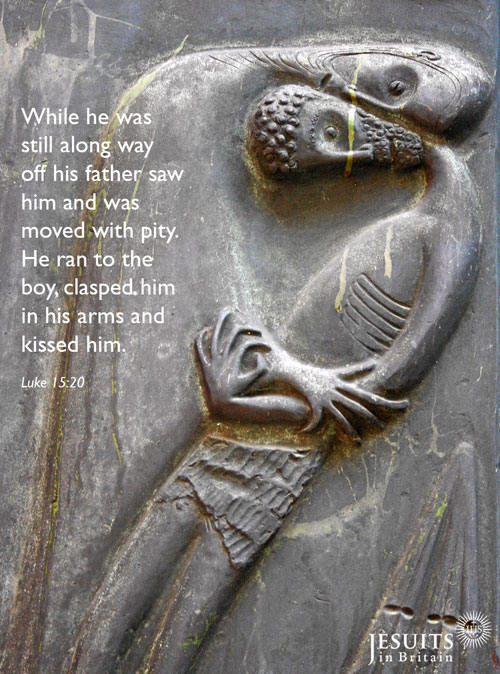 While he was
still along way
off his father saw
him and was
moved with pity.
He ran to the
boy, clasped him
in his arms and
kissed him.
Luke 15:20
IHS
JESUITS
in Britain